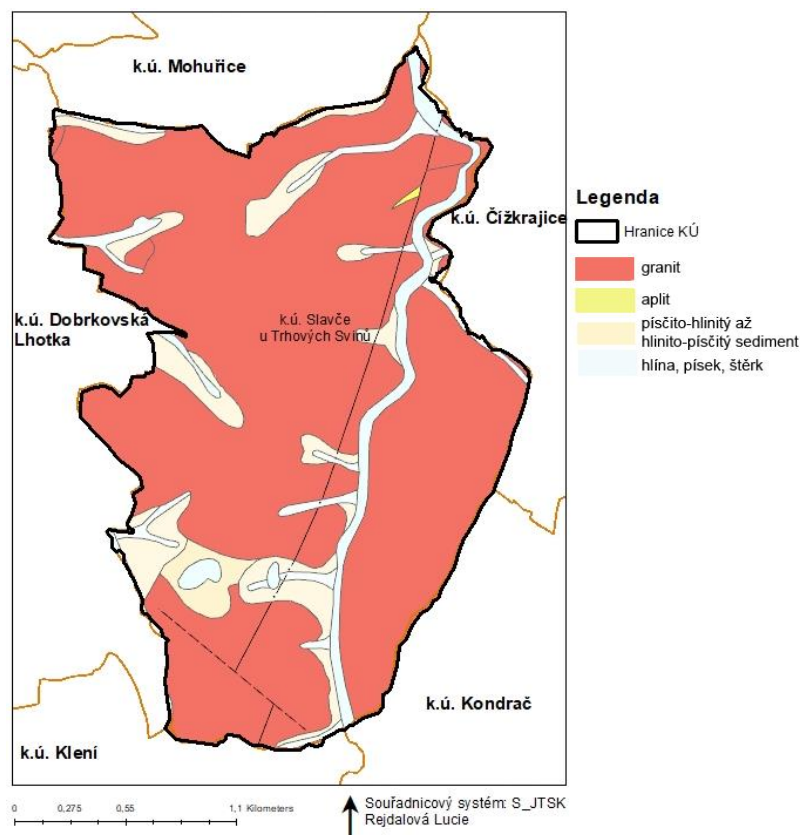 k.ú. Mohuřice
k.ú. Čížkrajice
k.ú. Dobrkovská
Lhotka
k.ú. Slavče
u Trhových Svinů
k.ú. Kondrač
k.ú. Klení
Legenda
Hranice KÚ
granit
aplit
písčito-hlinitý až
hlinito-písčitý sediment
hlína, písek, štěrk
0 0,275 0,55 1,1 Kilometers
Souřadnicový systém: S_JTSK
Rejdalová Lucie